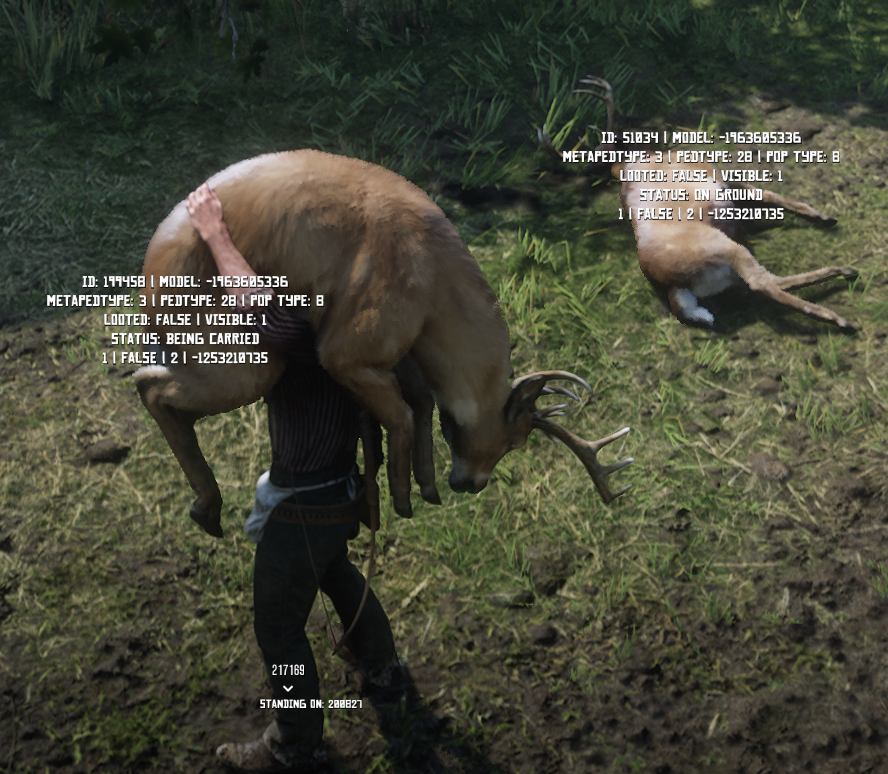 ID: 51034 | MODEL: -1963605336
METAPEDTYPE: 3 | PEDTYPE: 28 | POP TYPE: 8
LOOTED: FALSE | VISIBLE: 1
STATUS: ON GROUND
1 | FALSE | 2 | -1253210735
ID: 199458 | MODEL: -1963605336
METAPEDTYPE: 3 | PEDTYPE: 28 | POP TYPE: 8
LOOTED: FALSE | VISIBLE: 1
STATUS: BEING CARRIED
1 | FALSE | 2 | -1253210735
217169
STANDING ON: 200827